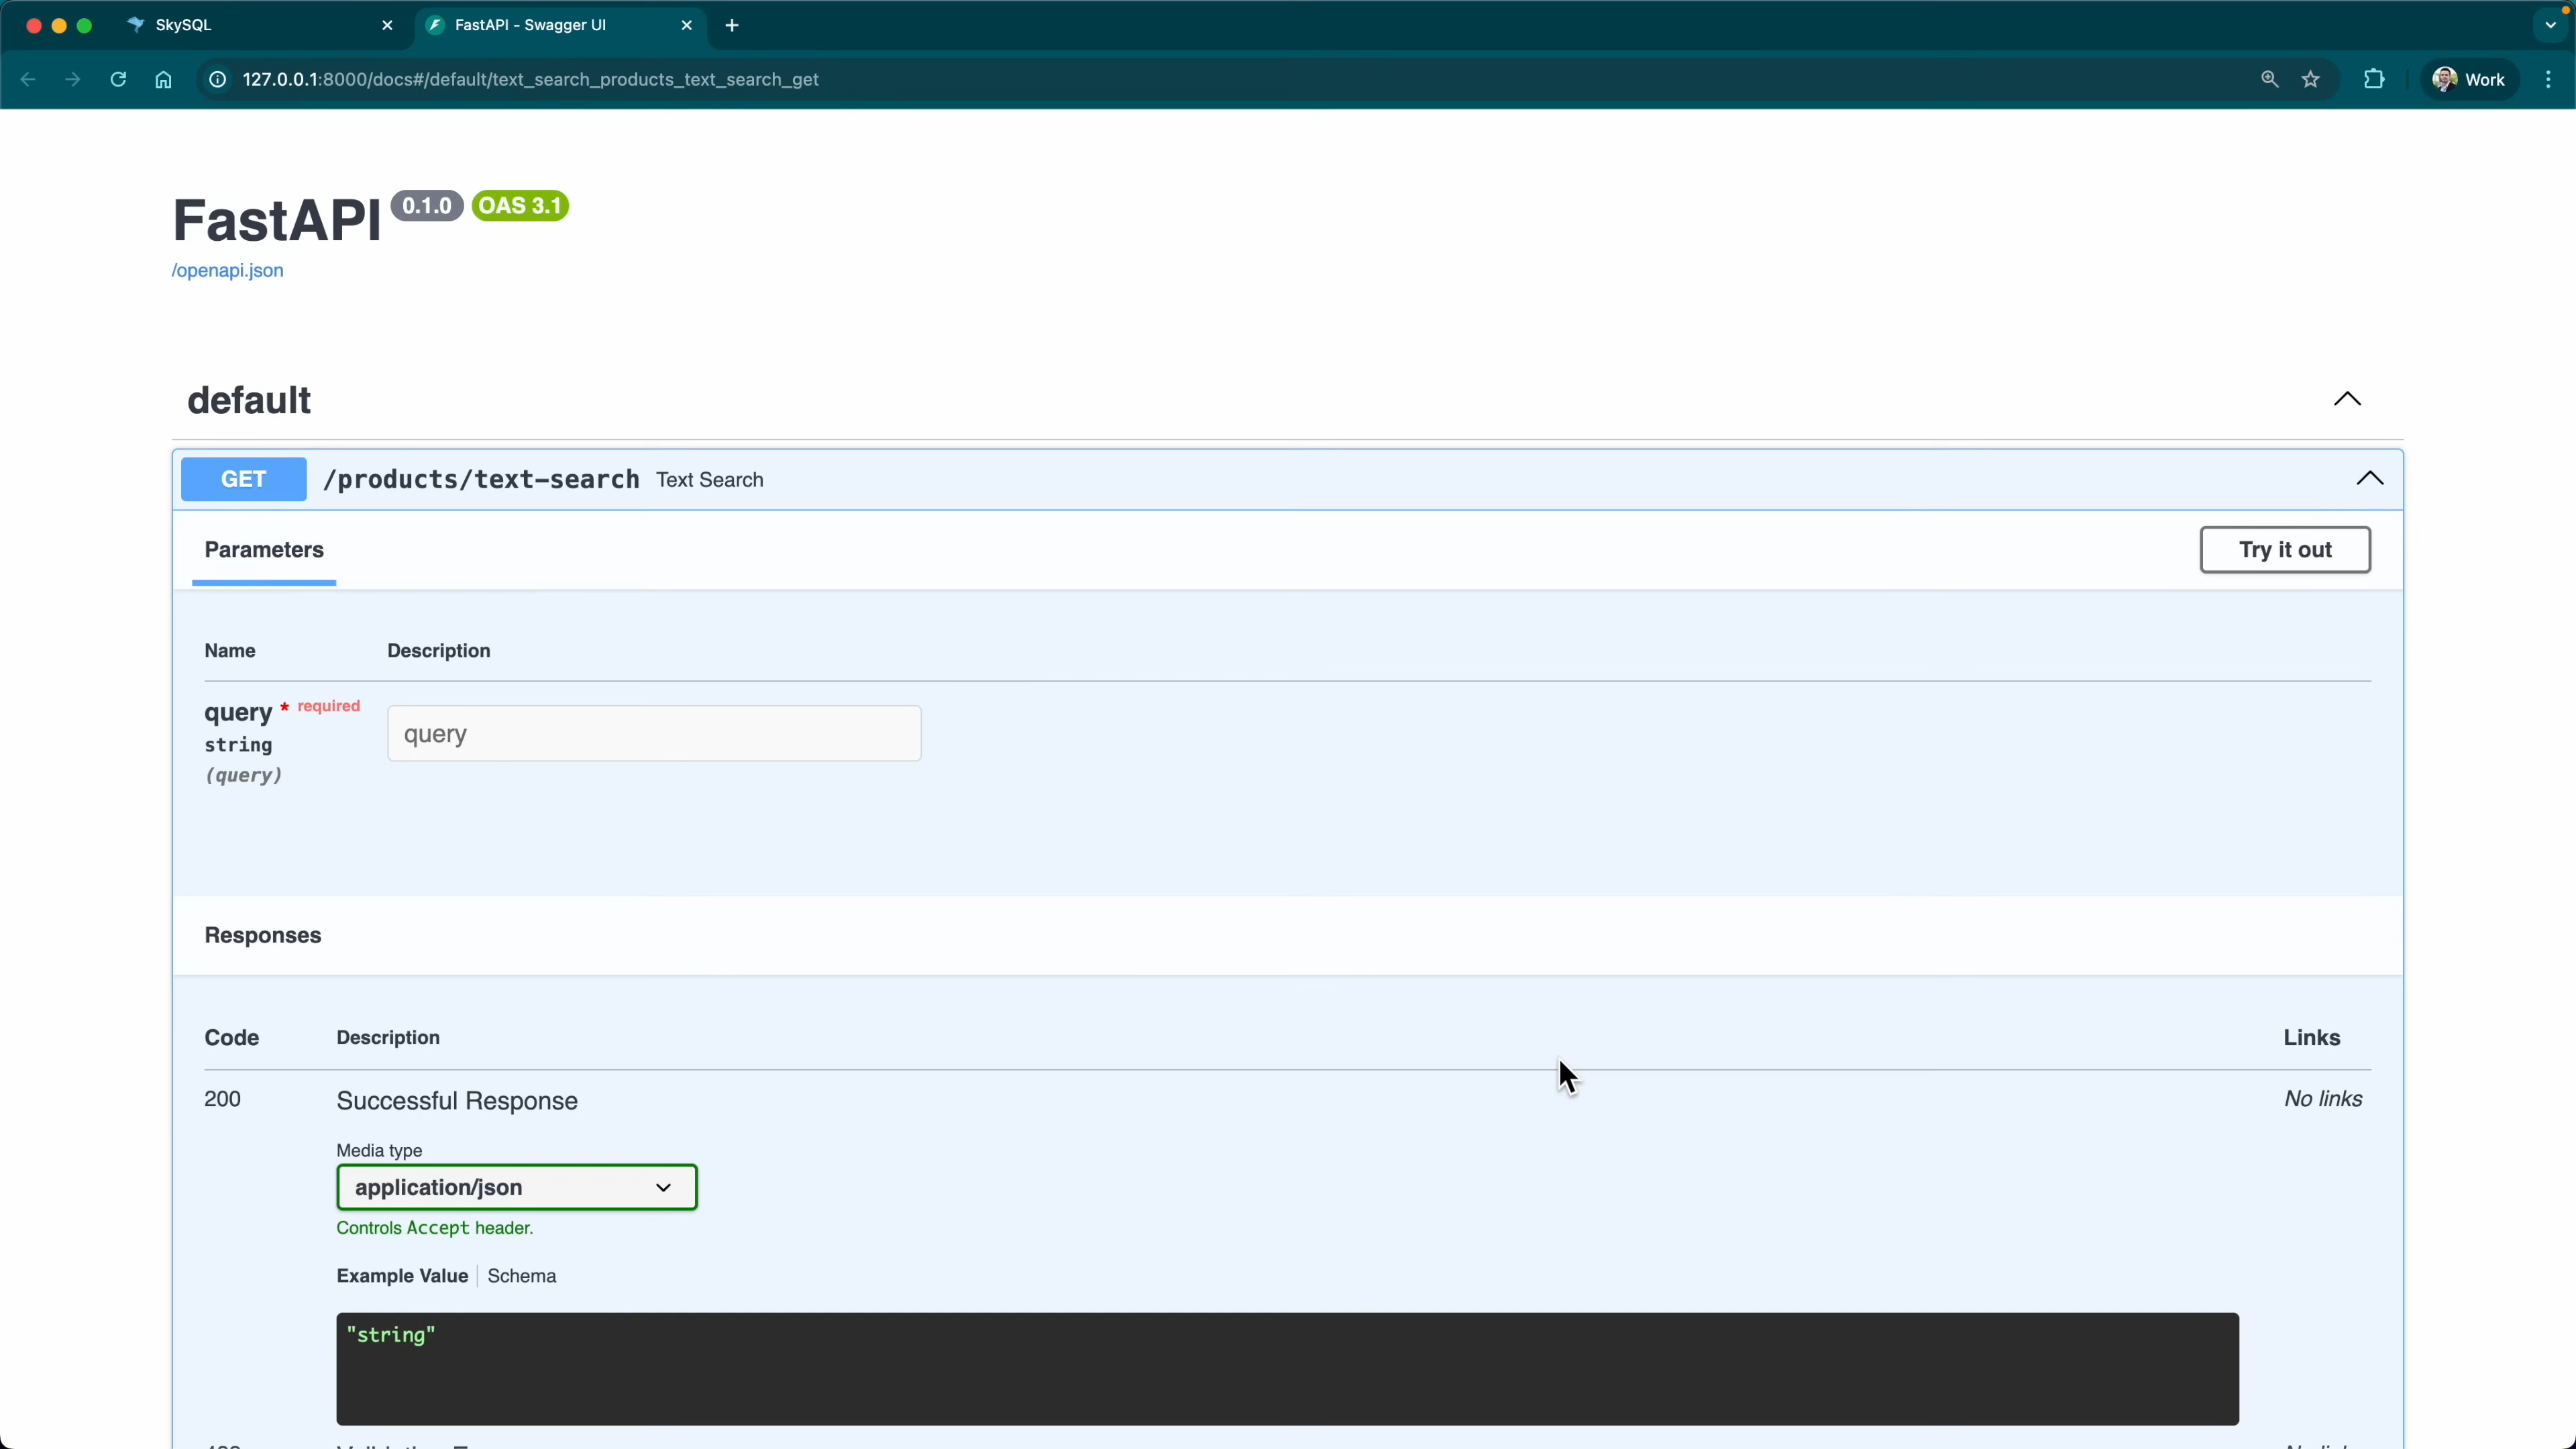 SkySQL
FastAPI - Swagger UI
127.0.0.1:8000/docs#/default/text_search_products_text_search_get
Work
FastAPI 0.1.0 OAS 3.1
/openapi.json
default
GET /products/text-search Text Search
Parameters
Try it out
Name Description
query * required
string
(query)
query
Responses
Code Description Links
200 Successful Response No links
Media type
application/json
Controls Accept header.
Example Value Schema
"string"